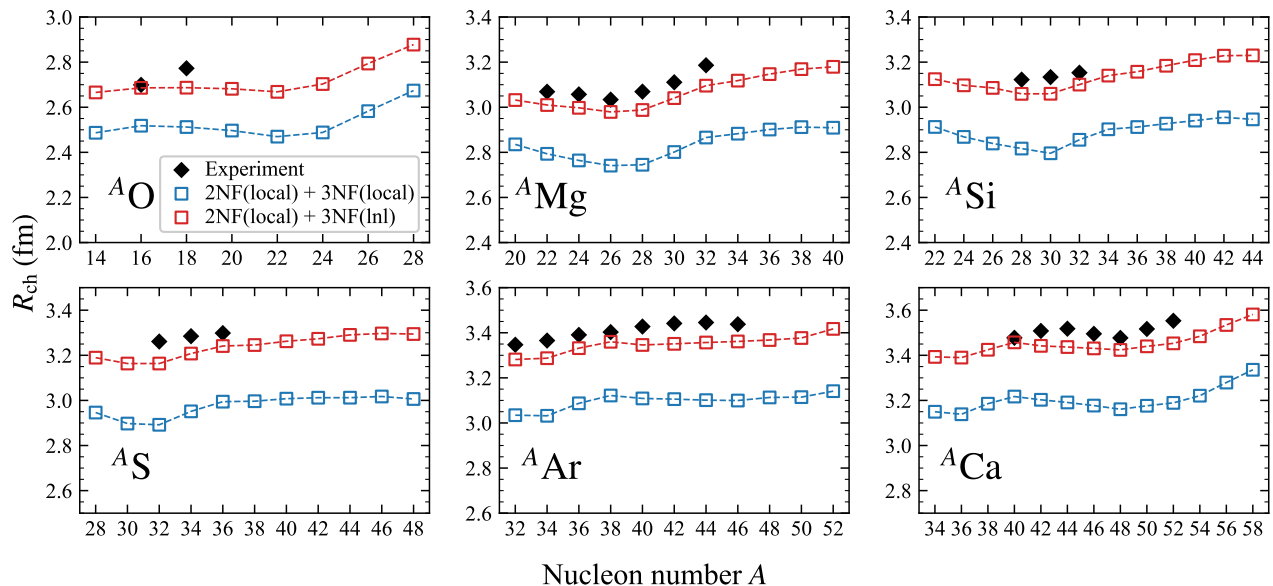 R_ch (fm)
3.0
2.8
2.6
2.4
2.2
2.0
Experiment
2NF(local) + 3NF(local)
2NF(local) + 3NF(lnl)
^A O
14 16 18 20 22 24 26 28
3.4
3.2
3.0
2.8
2.6
2.4
^A Mg
20 22 24 26 28 30 32 34 36 38 40
3.4
3.2
3.0
2.8
2.6
2.4
^A Si
22 24 26 28 30 32 34 36 38 40 42 44
3.5
3.4
3.2
3.0
2.8
2.6
^A S
28 30 32 34 36 38 40 42 44 46 48
3.6
3.4
3.2
3.0
2.8
2.6
^A Ar
32 34 36 38 40 42 44 46 48 50 52
3.6
3.4
3.2
3.0
2.8
^A Ca
34 36 38 40 42 44 46 48 50 52 54 56 58
Nucleon number A